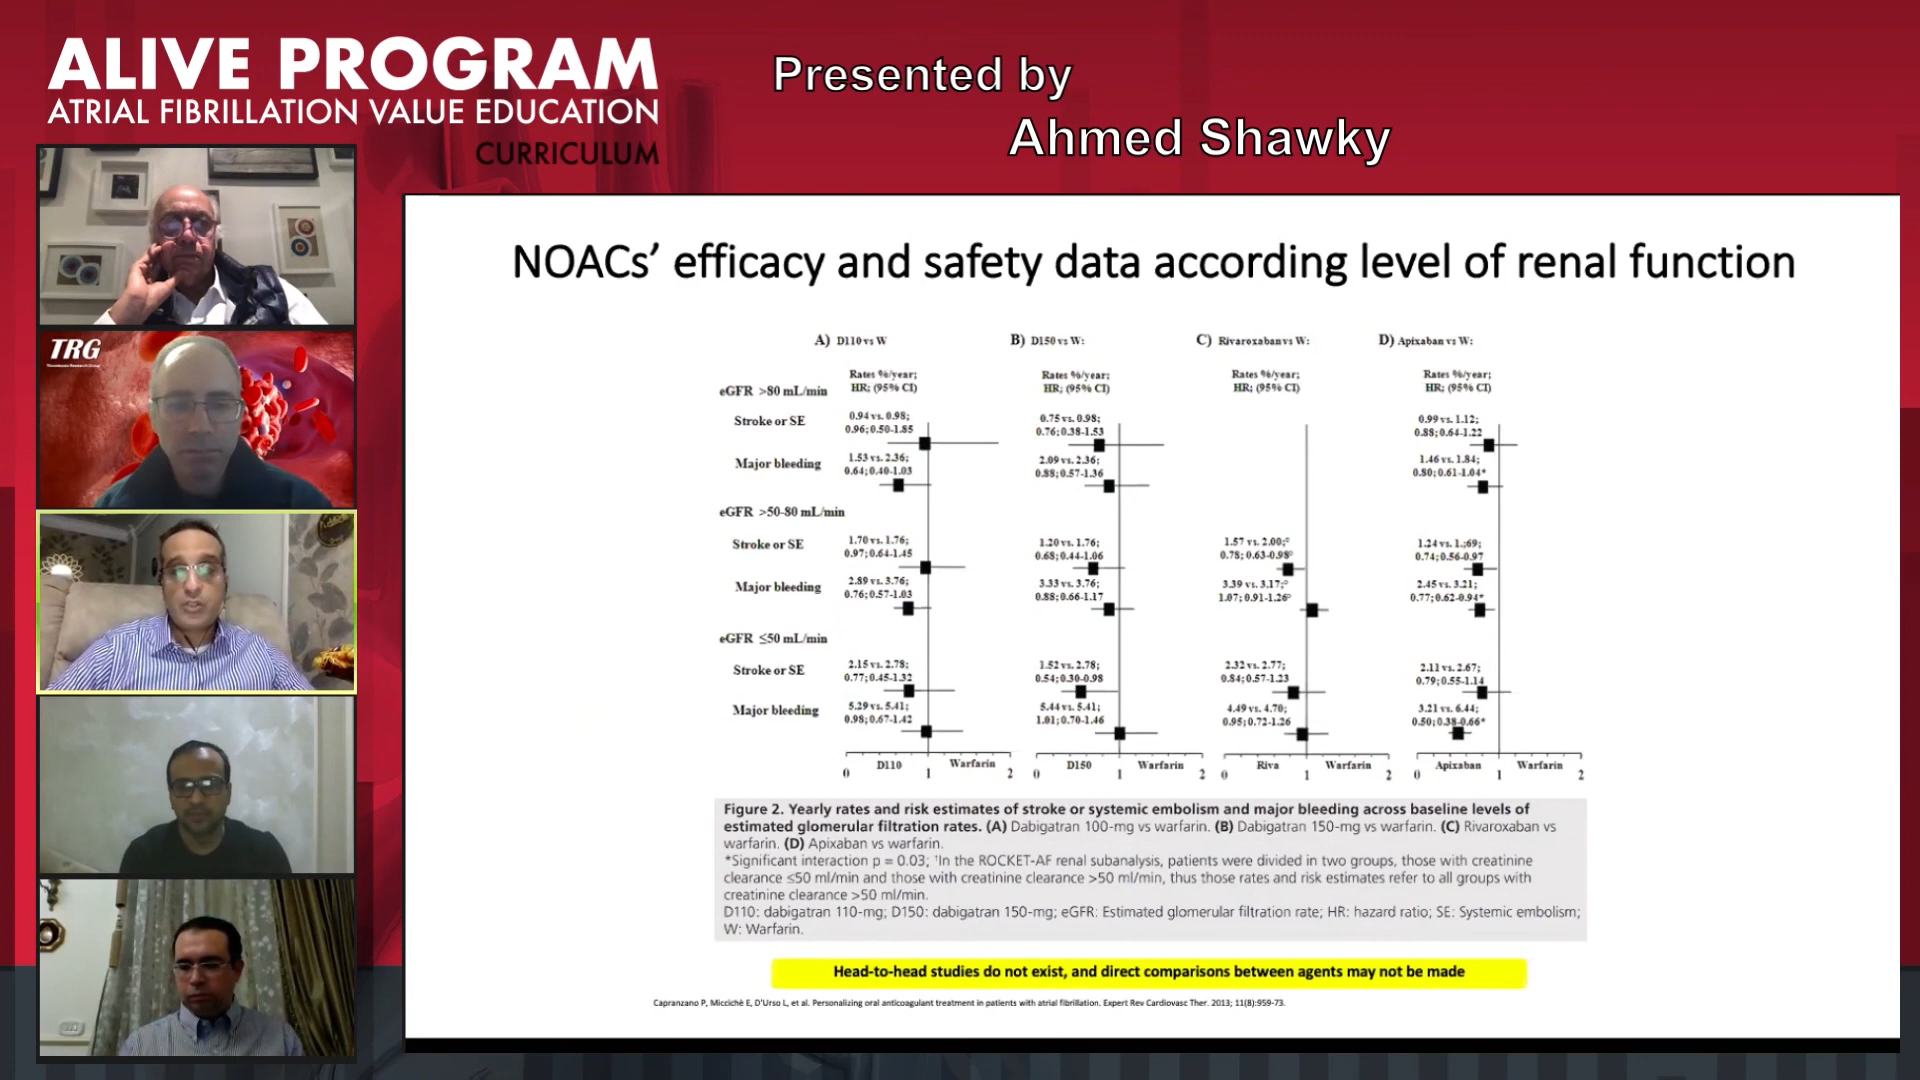 ALIVE PROGRAM
ATRIAL FIBRILLATION VALUE EDUCATION
CURRICULUM
Presented by
Ahmed Shawky
TRG
NOACs’ efficacy and safety data according level of renal function
A) D110 vs W
B) D150 vs W:
C) Rivaroxaban vs W:
D) Apixaban vs W:
Rates %/year;
HR; (95% CI)
Rates %/year;
HR; (95% CI)
Rates %/year;
HR; (95% CI)
Rates %/year;
HR; (95% CI)
eGFR >80 mL/min
Stroke or SE
0.94 vs. 0.98;
0.96; 0.50-1.85
0.75 vs. 0.98;
0.76; 0.38-1.53
0.99 vs. 1.12;
0.88; 0.64-1.22
Major bleeding
1.53 vs. 2.36;
0.64; 0.40-1.03
2.09 vs. 2.36;
0.88; 0.57-1.36
1.46 vs. 1.84;
0.80; 0.61-1.04*
eGFR >50-80 mL/min
Stroke or SE
1.70 vs. 1.76;
0.97; 0.64-1.45
1.20 vs. 1.76;
0.68; 0.44-1.06
1.57 vs. 2.00;°
0.78; 0.63-0.98°
1.24 vs. 1.;69;
0.74; 0.56-0.97
Major bleeding
2.89 vs. 3.76;
0.76; 0.57-1.03
3.33 vs. 3.76;
0.88; 0.66-1.17
3.39 vs. 3.17;°
1.07; 0.91-1.26°
2.45 vs. 3.21;
0.77; 0.62-0.94*
eGFR ≤50 mL/min
Stroke or SE
2.15 vs. 2.78;
0.77; 0.45-1.32
1.52 vs. 2.78;
0.54; 0.30-0.98
2.32 vs. 2.77;
0.84; 0.57-1.23
2.11 vs. 2.67;
0.79; 0.55-1.14
Major bleeding
5.29 vs. 5.41;
0.98; 0.67-1.42
5.44 vs. 5.41;
1.01; 0.70-1.46
4.49 vs. 4.70;
0.95; 0.72-1.26
3.21 vs. 6.44;
0.50; 0.38-0.66*
0 D110 1 Warfarin 2
0 D150 1 Warfarin 2
0 Riva 1 Warfarin 2
0 Apixaban 1 Warfarin 2
Figure 2. Yearly rates and risk estimates of stroke or systemic embolism and major bleeding across baseline levels of
estimated glomerular filtration rates. (A) Dabigatran 100-mg vs warfarin. (B) Dabigatran 150-mg vs warfarin. (C) Rivaroxaban vs
warfarin. (D) Apixaban vs warfarin.
*Significant interaction p = 0.03; †In the ROCKET-AF renal subanalysis, patients were divided in two groups, those with creatinine
clearance ≤50 ml/min and those with creatinine clearance >50 ml/min, thus those rates and risk estimates refer to all groups with
creatinine clearance >50 ml/min.
D110: dabigatran 110-mg; D150: dabigatran 150-mg; eGFR: Estimated glomerular filtration rate; HR: hazard ratio; SE: Systemic embolism;
W: Warfarin.
Head-to-head studies do not exist, and direct comparisons between agents may not be made
Capranzano P, Miccichè E, D'Urso L, et al. Personalizing oral anticoagulant treatment in patients with atrial fibrillation. Expert Rev Cardiovasc Ther. 2013; 11(8):959-73.